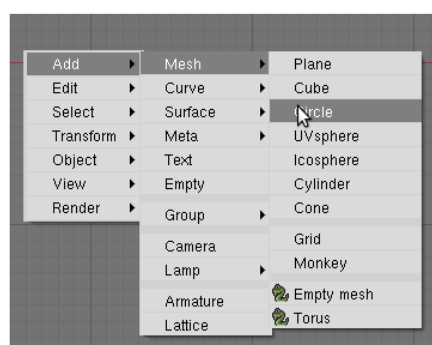 Add
Edit
Select
Transform
Object
View
Render
Mesh
Curve
Surface
Meta
Text
Empty
Group
Camera
Lamp
Armature
Lattice
Plane
Cube
Circle
UVsphere
Icosphere
Cylinder
Cone
Grid
Monkey
Empty mesh
Torus